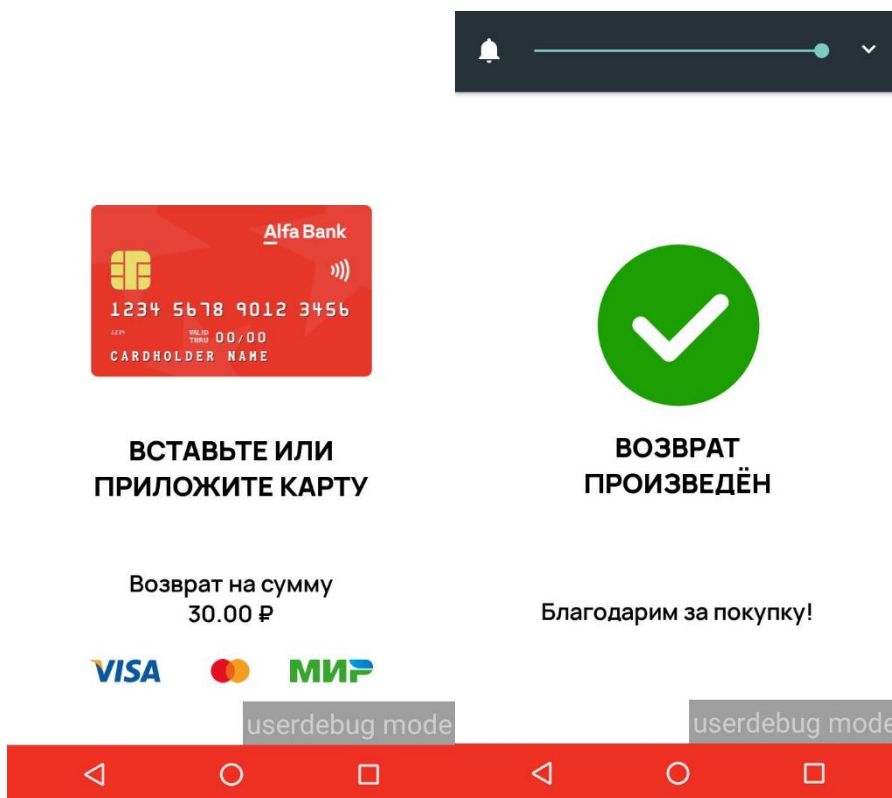 Alfa Bank
1234 5678 9012 3456
1234 VALID THRU 00/00
CARDHOLDER NAME
ВСТАВЬТЕ ИЛИ
ПРИЛОЖИТЕ КАРТУ
Возврат на сумму
30.00 ₽
VISA МИР
userdebug mode
ВОЗВРАТ
ПРОИЗВЕДЁН
Благодарим за покупку!
userdebug mode